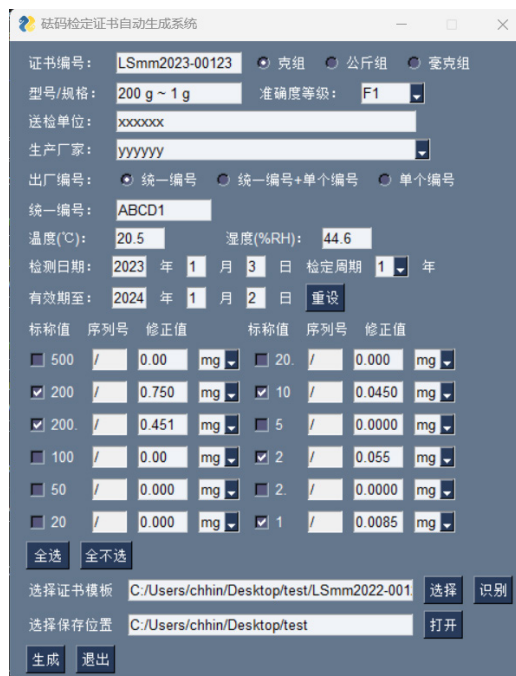 砝码检定证书自动生成系统
证书编号： LSmm2023-00123 克组 公斤组 毫克组
型号/规格： 200 g ~ 1 g 准确度等级： F1
送检单位： xxxxxx
生产厂家： yyyyyy
出厂编号： 统一编号 统一编号+单个编号 单个编号
统一编号： ABCD1
温度(℃)： 20.5 湿度(%RH)： 44.6
检测日期： 2023 年 1 月 3 日 检定周期 1 年
有效期至： 2024 年 1 月 2 日 重设
标称值 序列号 修正值 标称值 序列号 修正值
500 / 0.00 mg 20. / 0.000 mg
200 / 0.750 mg 10 / 0.0450 mg
200. / 0.451 mg 5 / 0.0000 mg
100 / 0.00 mg 2 / 0.055 mg
50 / 0.000 mg 2. / 0.0000 mg
20 / 0.000 mg 1 / 0.0085 mg
全选 全不选
选择证书模板 C:/Users/chhin/Desktop/test/LSmm2022-001. 选择 识别
选择保存位置 C:/Users/chhin/Desktop/test 打开
生成 退出